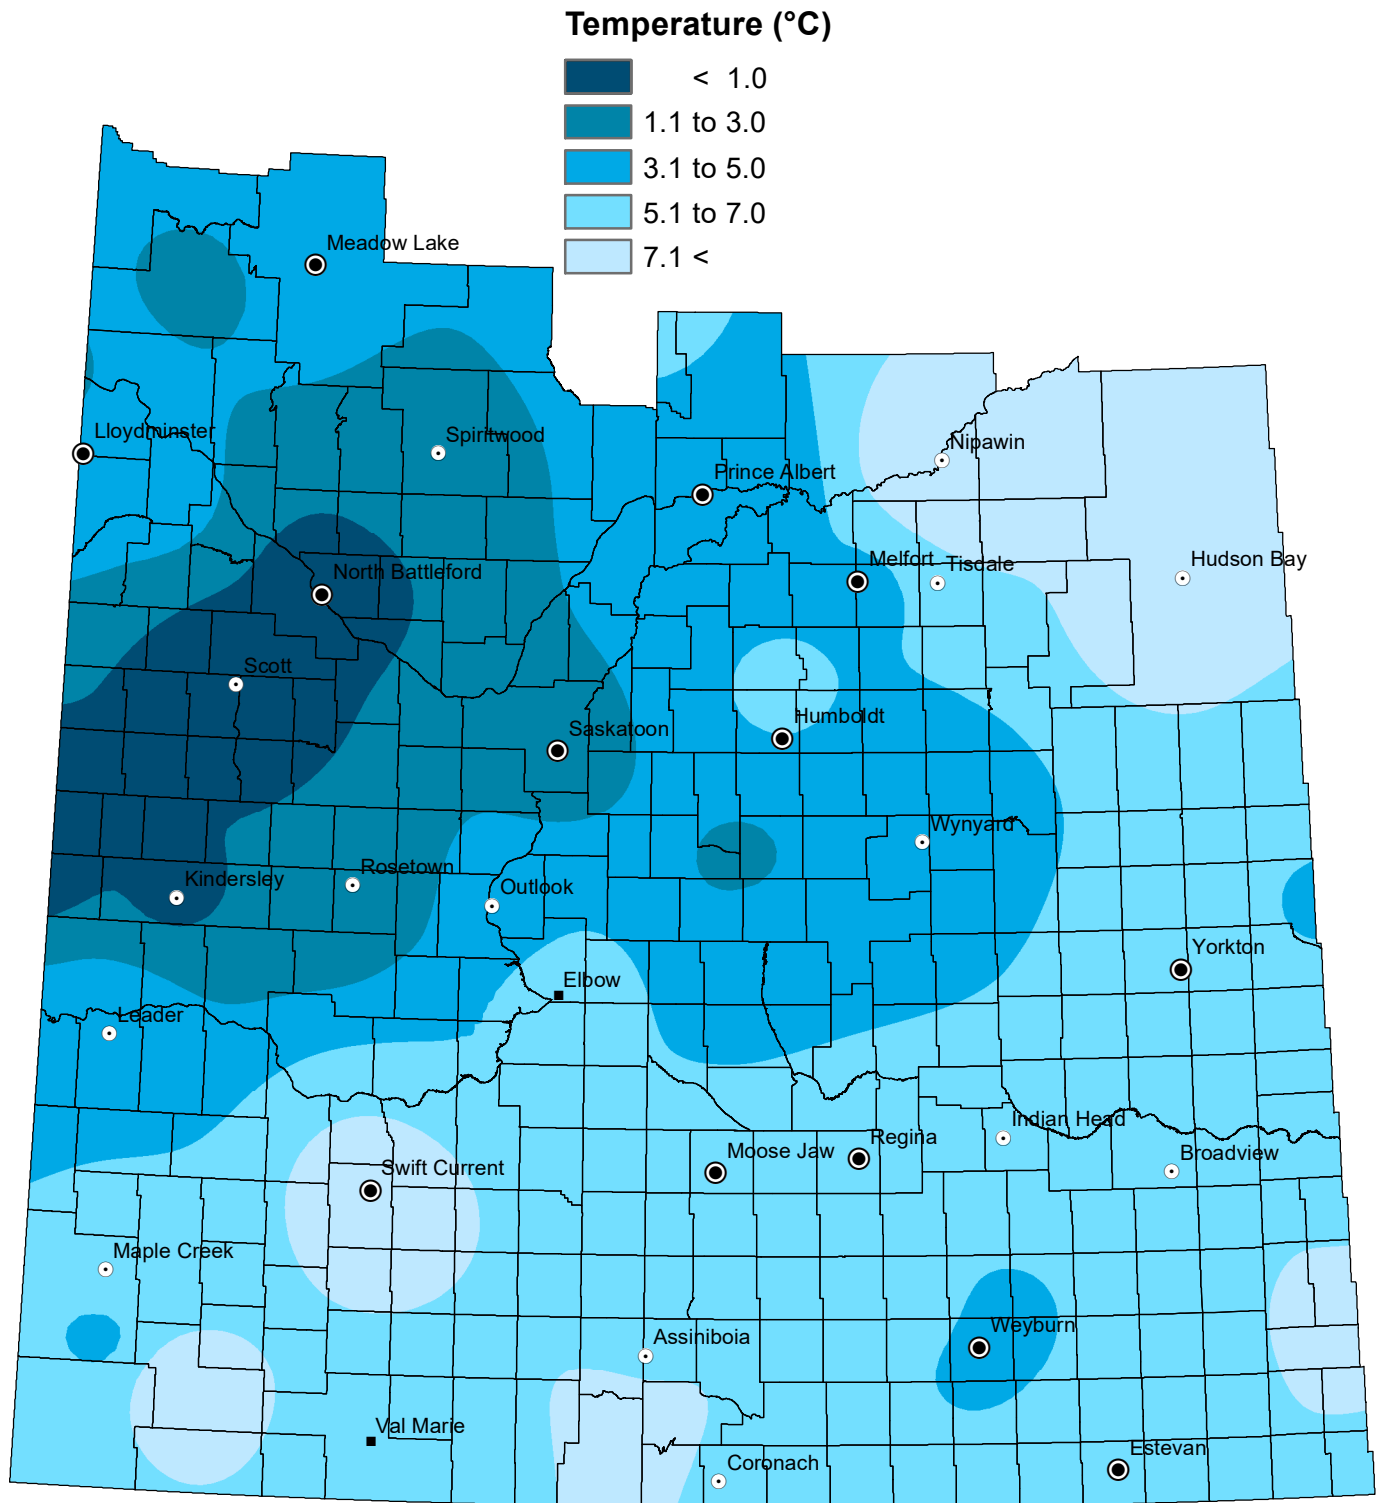 Temperature (°C)
< 1.0
1.1 to 3.0
3.1 to 5.0
5.1 to 7.0
7.1 <
Meadow Lake
Lloydminster
Spiritwood
Nipawin
Prince Albert
Melfort
Tisdale
Hudson Bay
North Battleford
Scott
Humboldt
Saskatoon
Wynyard
Rosetown
Kindersley
Outlook
Yorkton
Elbow
Leader
Indian Head
Regina
Moose Jaw
Broadview
Swift Current
Maple Creek
Weyburn
Assiniboia
Val Marie
Estevan
Coronach